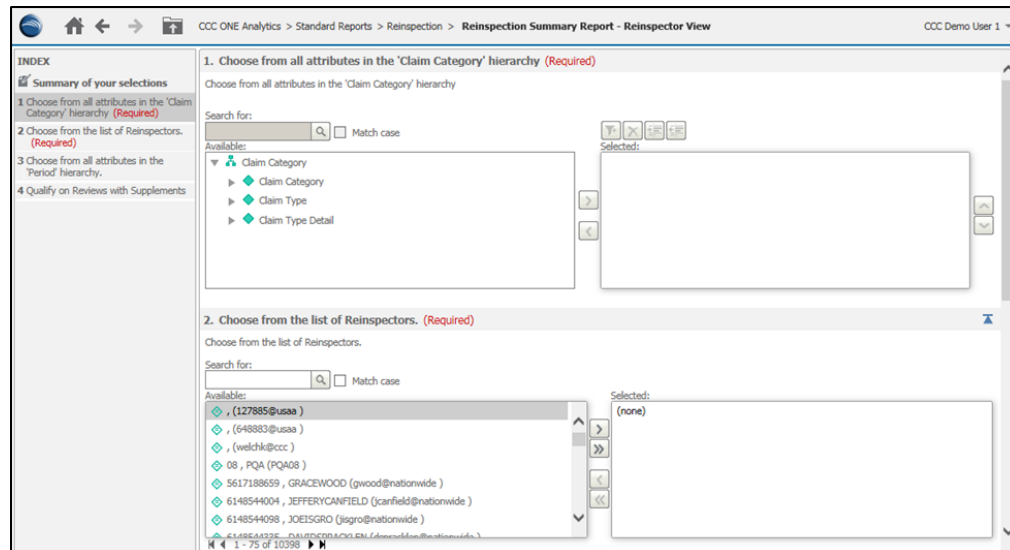 CCC ONE Analytics > Standard Reports > Reinspection > Reinspection Summary Report - Reinspector View
CCC Demo User 1
INDEX
Summary of your selections
1 Choose from all attributes in the 'Claim Category' hierarchy (Required)
2 Choose from the list of Reinspectors. (Required)
3 Choose from all attributes in the 'Period' hierarchy.
4 Qualify on Reviews with Supplements
1. Choose from all attributes in the 'Claim Category' hierarchy (Required)
Choose from all attributes in the 'Claim Category' hierarchy
Search for:
Match case
Available:
Selected:
Claim Category
Claim Category
Claim Type
Claim Type Detail
2. Choose from the list of Reinspectors. (Required)
Choose from the list of Reinspectors.
Search for:
Match case
Available:
Selected:
, (127885@usaa )
(none)
, (648883@usaa )
, (welchk@ccc )
08 , PQA (PQA08 )
5617188659 , GRACEWOOD (gwood@nationwide )
6148544004 , JEFFERYCANFIELD (jcanfield@nationwide )
6148544098 , JOEISGRO (jisgro@nationwide )
1 - 75 of 10398